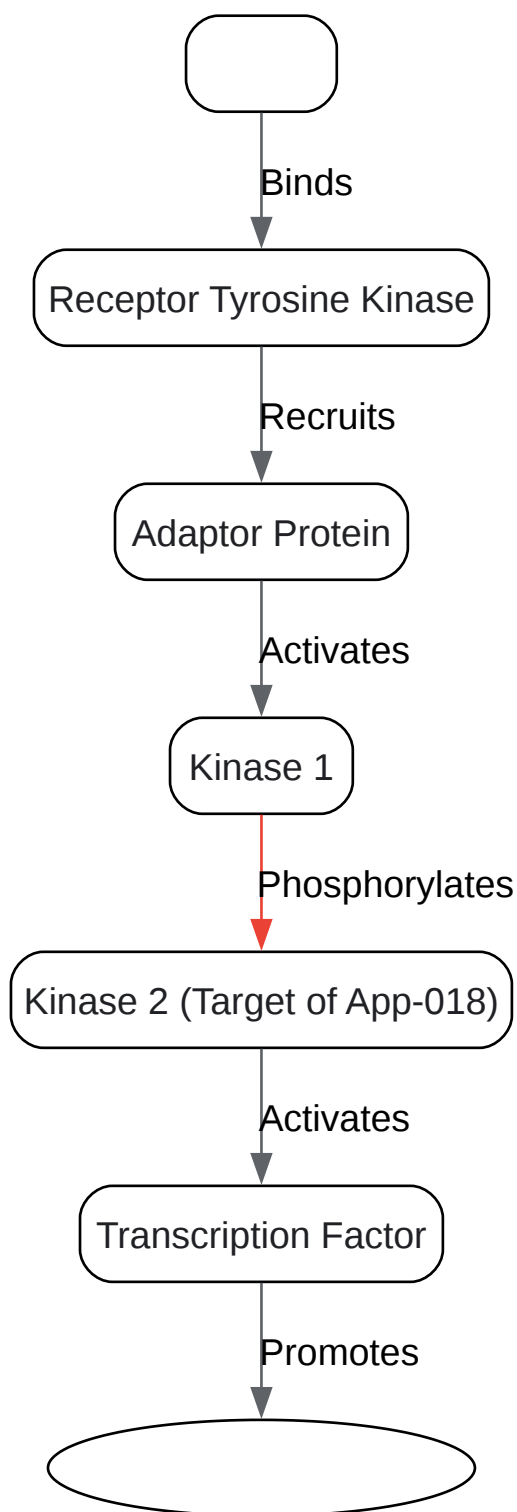 Binds
Receptor Tyrosine Kinase
Recruits
Adaptor Protein
Activates
Kinase 1
Phosphorylates
Kinase 2 (Target of App-018)
Activates
Transcription Factor
Promotes